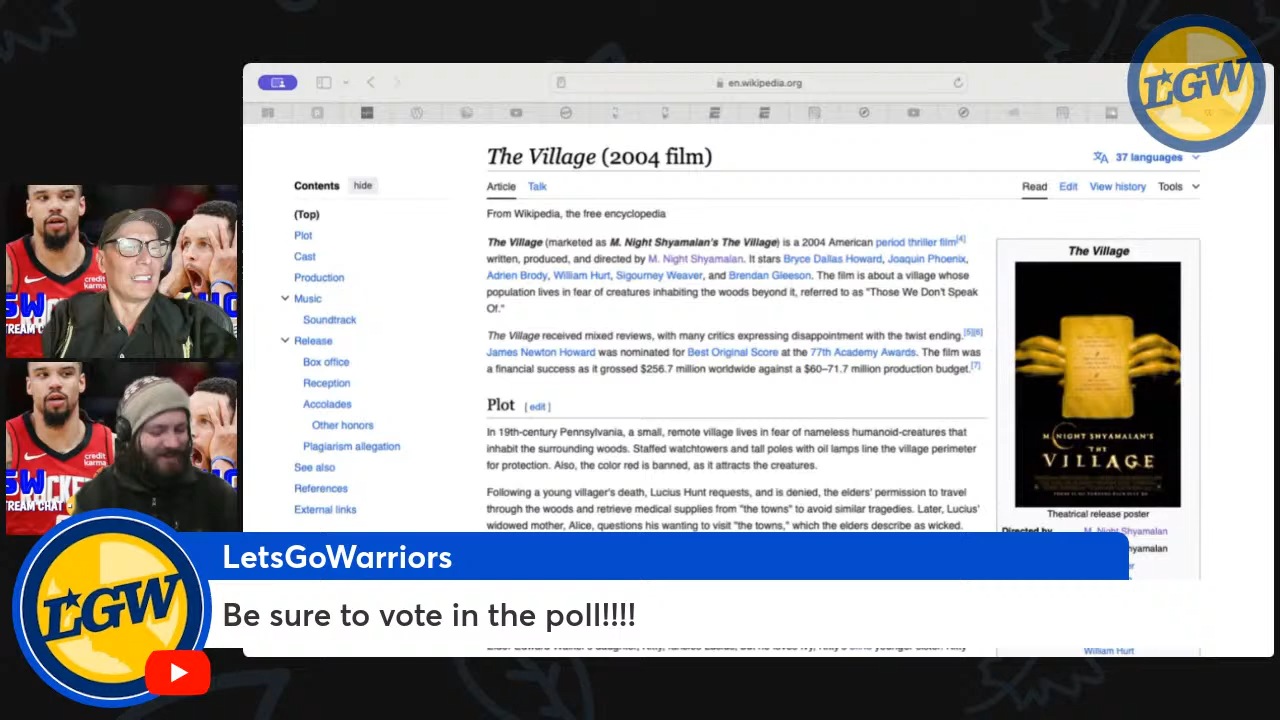 LGW
en.wikipedia.org
The Village (2004 film)
37 languages
Contents hide
Article Talk
Read Edit View history Tools
(Top)
Plot
Cast
Production
Music
Soundtrack
Release
Box office
Reception
Accolades
Other honors
Plagiarism allegation
See also
References
External links
From Wikipedia, the free encyclopedia
The Village (marketed as M. Night Shyamalan's The Village) is a 2004 American period thriller film[4]
written, produced, and directed by M. Night Shyamalan. It stars Bryce Dallas Howard, Joaquin Phoenix,
Adrien Brody, William Hurt, Sigourney Weaver, and Brendan Gleeson. The film is about a village whose
population lives in fear of creatures inhabiting the woods beyond it, referred to as "Those We Don't Speak
Of."
The Village received mixed reviews, with many critics expressing disappointment with the twist ending.[5][6]
James Newton Howard was nominated for Best Original Score at the 77th Academy Awards. The film was
a financial success as it grossed $256.7 million worldwide against a $60–71.7 million production budget.[7]
Plot [ edit ]
In 19th-century Pennsylvania, a small, remote village lives in fear of nameless humanoid-creatures that
inhabit the surrounding woods. Staffed watchtowers and tall poles with oil lamps line the village perimeter
for protection. Also, the color red is banned, as it attracts the creatures.
Following a young villager's death, Lucius Hunt requests, and is denied, the elders' permission to travel
through the woods and retrieve medical supplies from "the towns" to avoid similar tragedies. Later, Lucius'
widowed mother, Alice, questions his wanting to visit "the towns," which the elders describe as wicked.
The Village
M. NIGHT SHYAMALAN'S
THE VILLAGE
Theatrical release poster
Directed by M. Night Shyamalan
hyamalan
William Hurt
credit
karma
SW
TREAM CHAT
credit
karma
SW
TREAM CHAT
LGW
LetsGoWarriors
Be sure to vote in the poll!!!!